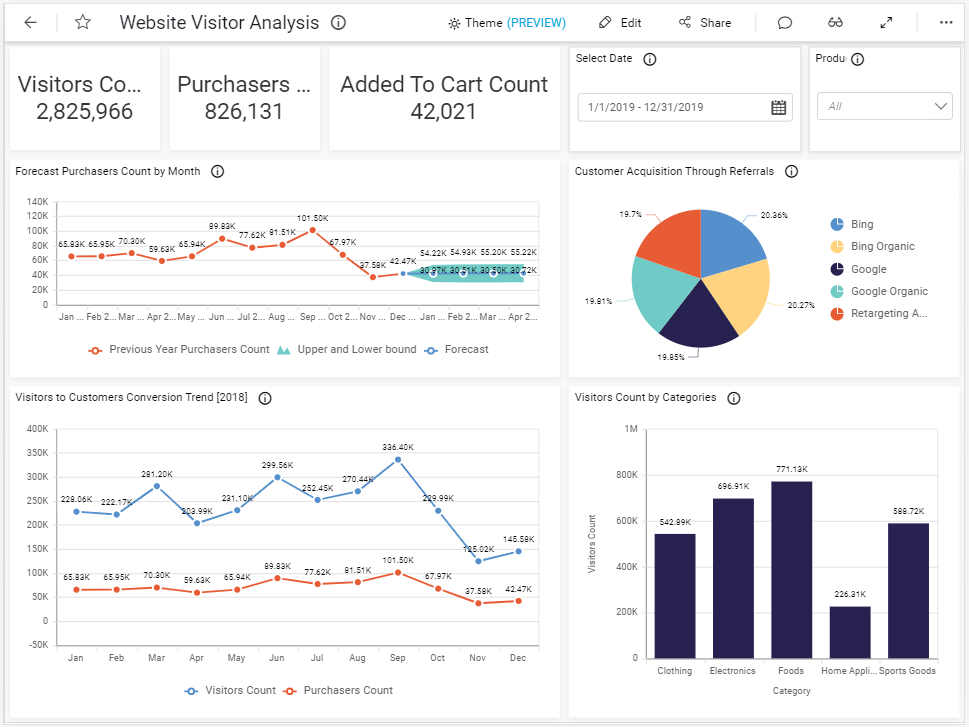 Website Visitor Analysis
Theme (PREVIEW)
Edit
Share
Visitors Co...
2,825,966
Purchasers ...
826,131
Added To Cart Count
42,021
Select Date
1/1/2019 - 12/31/2019
Produ
All
Forecast Purchasers Count by Month
140K
120K
100K
80K
60K
40K
20K
0
65.83K 65.95K 70.30K 59.63K 65.94K 89.83K 77.62K 81.51K 101.50K 67.97K 37.58K 42.47K
54.22K 54.93K 55.20K 55.22K
30.97K 30.51K 30.50K 30.72K
Jan ... Feb 2... Mar ... Apr 2... May ... Jun ... Jul 2... Aug ... Sep ... Oct 2... Nov ... Dec ... Jan ... Feb 2... Mar ... Apr 2...
Previous Year Purchasers Count Upper and Lower bound Forecast
Customer Acquisition Through Referrals
19.7%
20.36%
19.81%
20.27%
19.85%
Bing
Bing Organic
Google
Google Organic
Retargeting A...
Visitors to Customers Conversion Trend [2018]
400K
350K
300K
250K
200K
150K
100K
50K
0
-50K
228.06K 222.17K 281.20K 203.99K 231.10K 299.56K 252.45K 270.44K 336.40K 229.99K 125.02K 145.58K
65.83K 65.95K 70.30K 59.63K 65.94K 89.83K 77.62K 81.51K 101.50K 67.97K 37.58K 42.47K
Jan Feb Mar Apr May Jun Jul Aug Sep Oct Nov Dec
Visitors Count Purchasers Count
Visitors Count by Categories
Visitors Count
1M
800K
600K
400K
200K
0
542.89K 696.91K 771.13K 226.31K 588.72K
Clothing Electronics Foods Home Appli... Sports Goods
Category